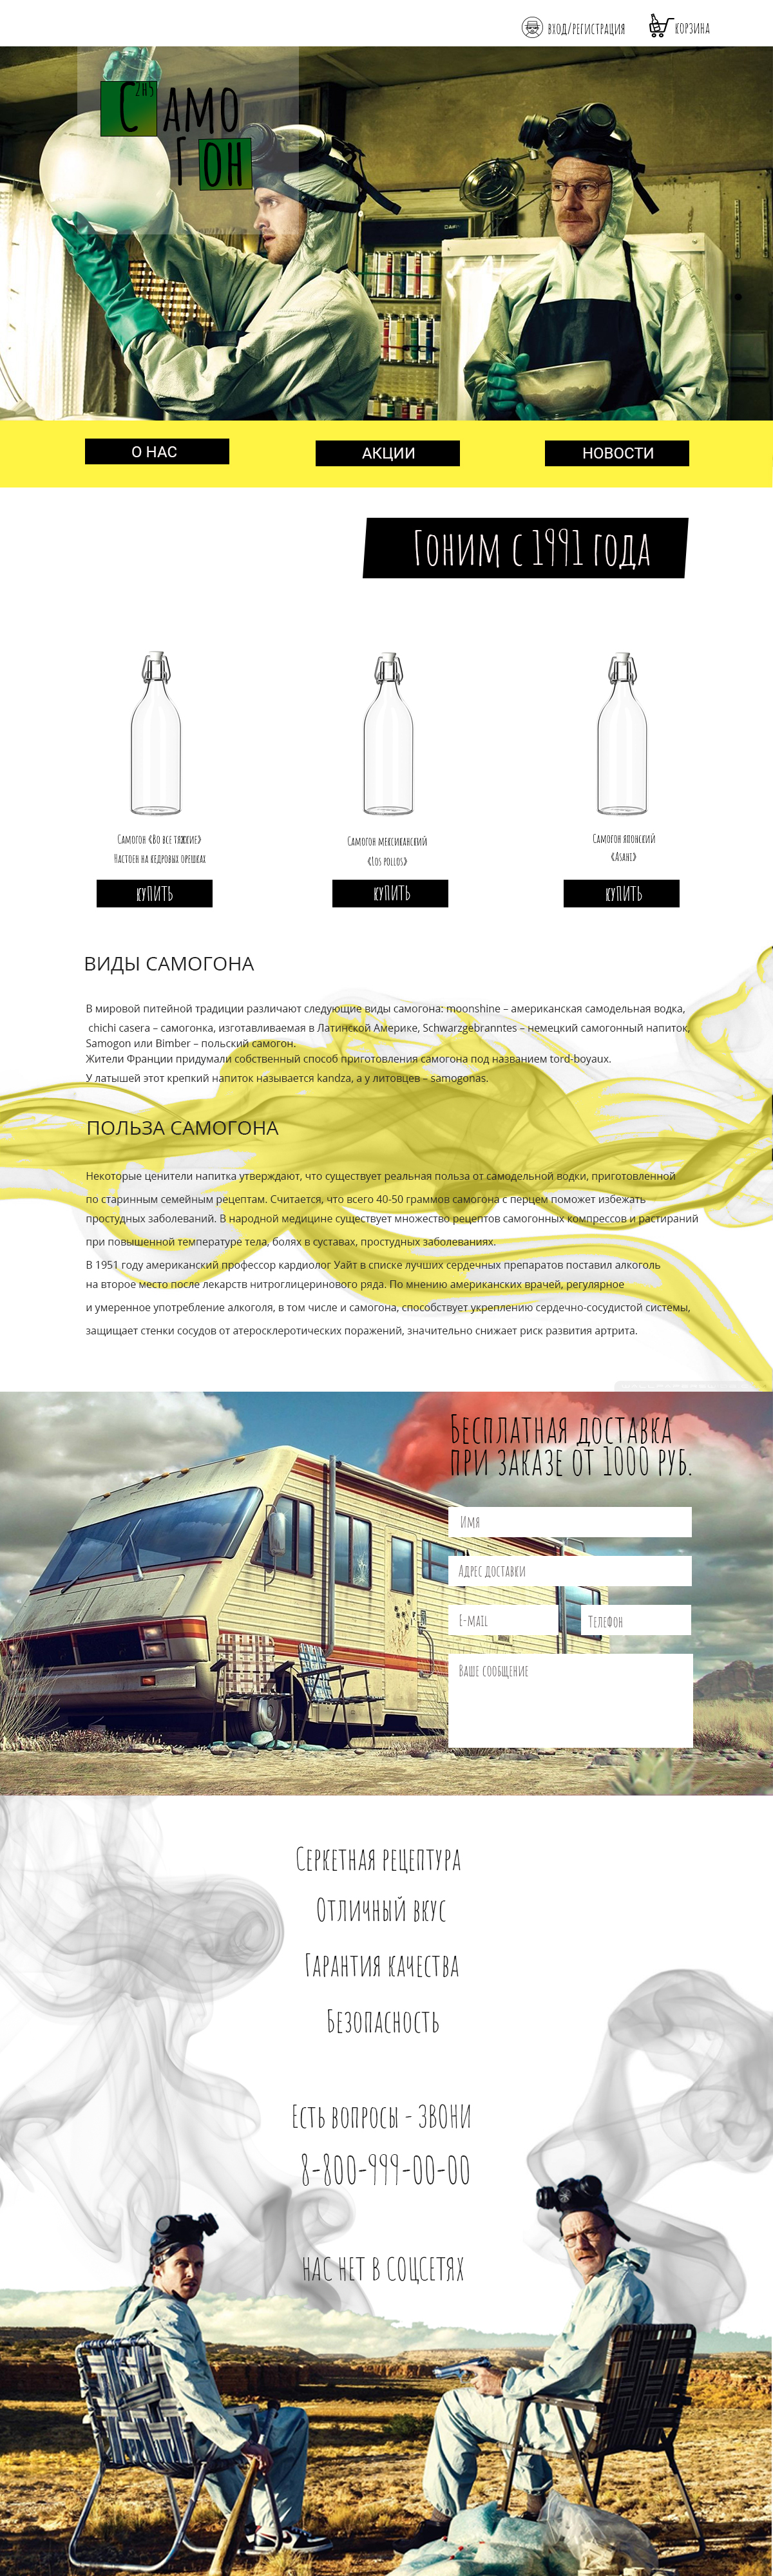 вход/регистрация
корзина
C2H5амо
гон
О НАС
АКЦИИ
НОВОСТИ
Гоним с 1991 года
Самогон «Во все тяжкие»
Настоен на кедровых орешках
Самогон мексиканский
«Los pollos»
Самогон японский
«Asahi»
КУПИТЬ
КУПИТЬ
КУПИТЬ
ВИДЫ САМОГОНА
В мировой питейной традиции различают следующие виды самогона: moonshine – американская самодельная водка,
chichi casera – самогонка, изготавливаемая в Латинской Америке, Schwarzgebranntes – немецкий самогонный напиток,
Samogon или Bimber – польский самогон.
Жители Франции придумали собственный способ приготовления самогона под названием tord-boyaux.
У латышей этот крепкий напиток называется kandza, а у литовцев – samogonas.
ПОЛЬЗА САМОГОНА
Некоторые ценители напитка утверждают, что существует реальная польза от самодельной водки, приготовленной
по старинным семейным рецептам. Считается, что всего 40-50 граммов самогона с перцем поможет избежать
простудных заболеваний. В народной медицине существует множество рецептов самогонных компрессов и растираний
при повышенной температуре тела, болях в суставах, простудных заболеваниях.
В 1951 году американский профессор кардиолог Уайт в списке лучших сердечных препаратов поставил алкоголь
на второе место после лекарств нитроглицеринового ряда. По мнению американских врачей, регулярное
и умеренное употребление алкоголя, в том числе и самогона, способствует укреплению сердечно-сосудистой системы,
защищает стенки сосудов от атеросклеротических поражений, значительно снижает риск развития артрита.
Бесплатная доставка
при заказе от 1000 руб.
Имя
Адрес доставки
E-mail
Телефон
Ваше сообщение
Серкетная рецептура
Отличный вкус
Гарантия качества
Безопасность
Есть вопросы - ЗВОНИ
8-800-999-00-00
НАС НЕТ В СОЦСЕТЯХ